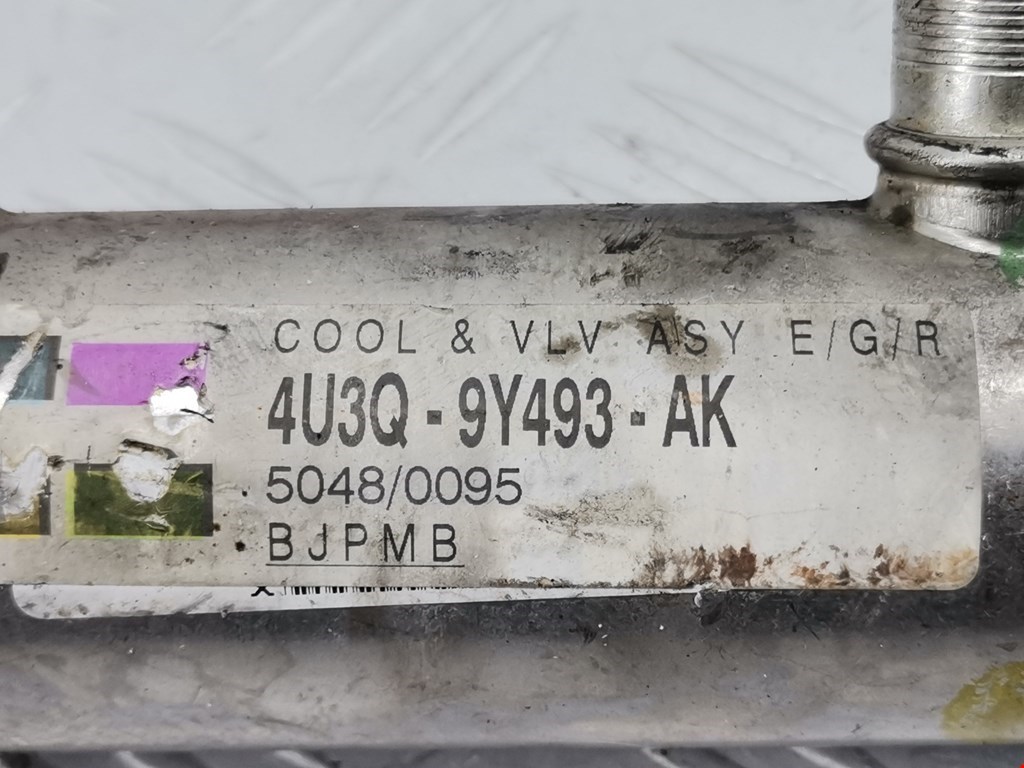 COOL & VLV ASY E/G/R
4U3Q - 9Y493 - AK
5048/0095
BJPMB